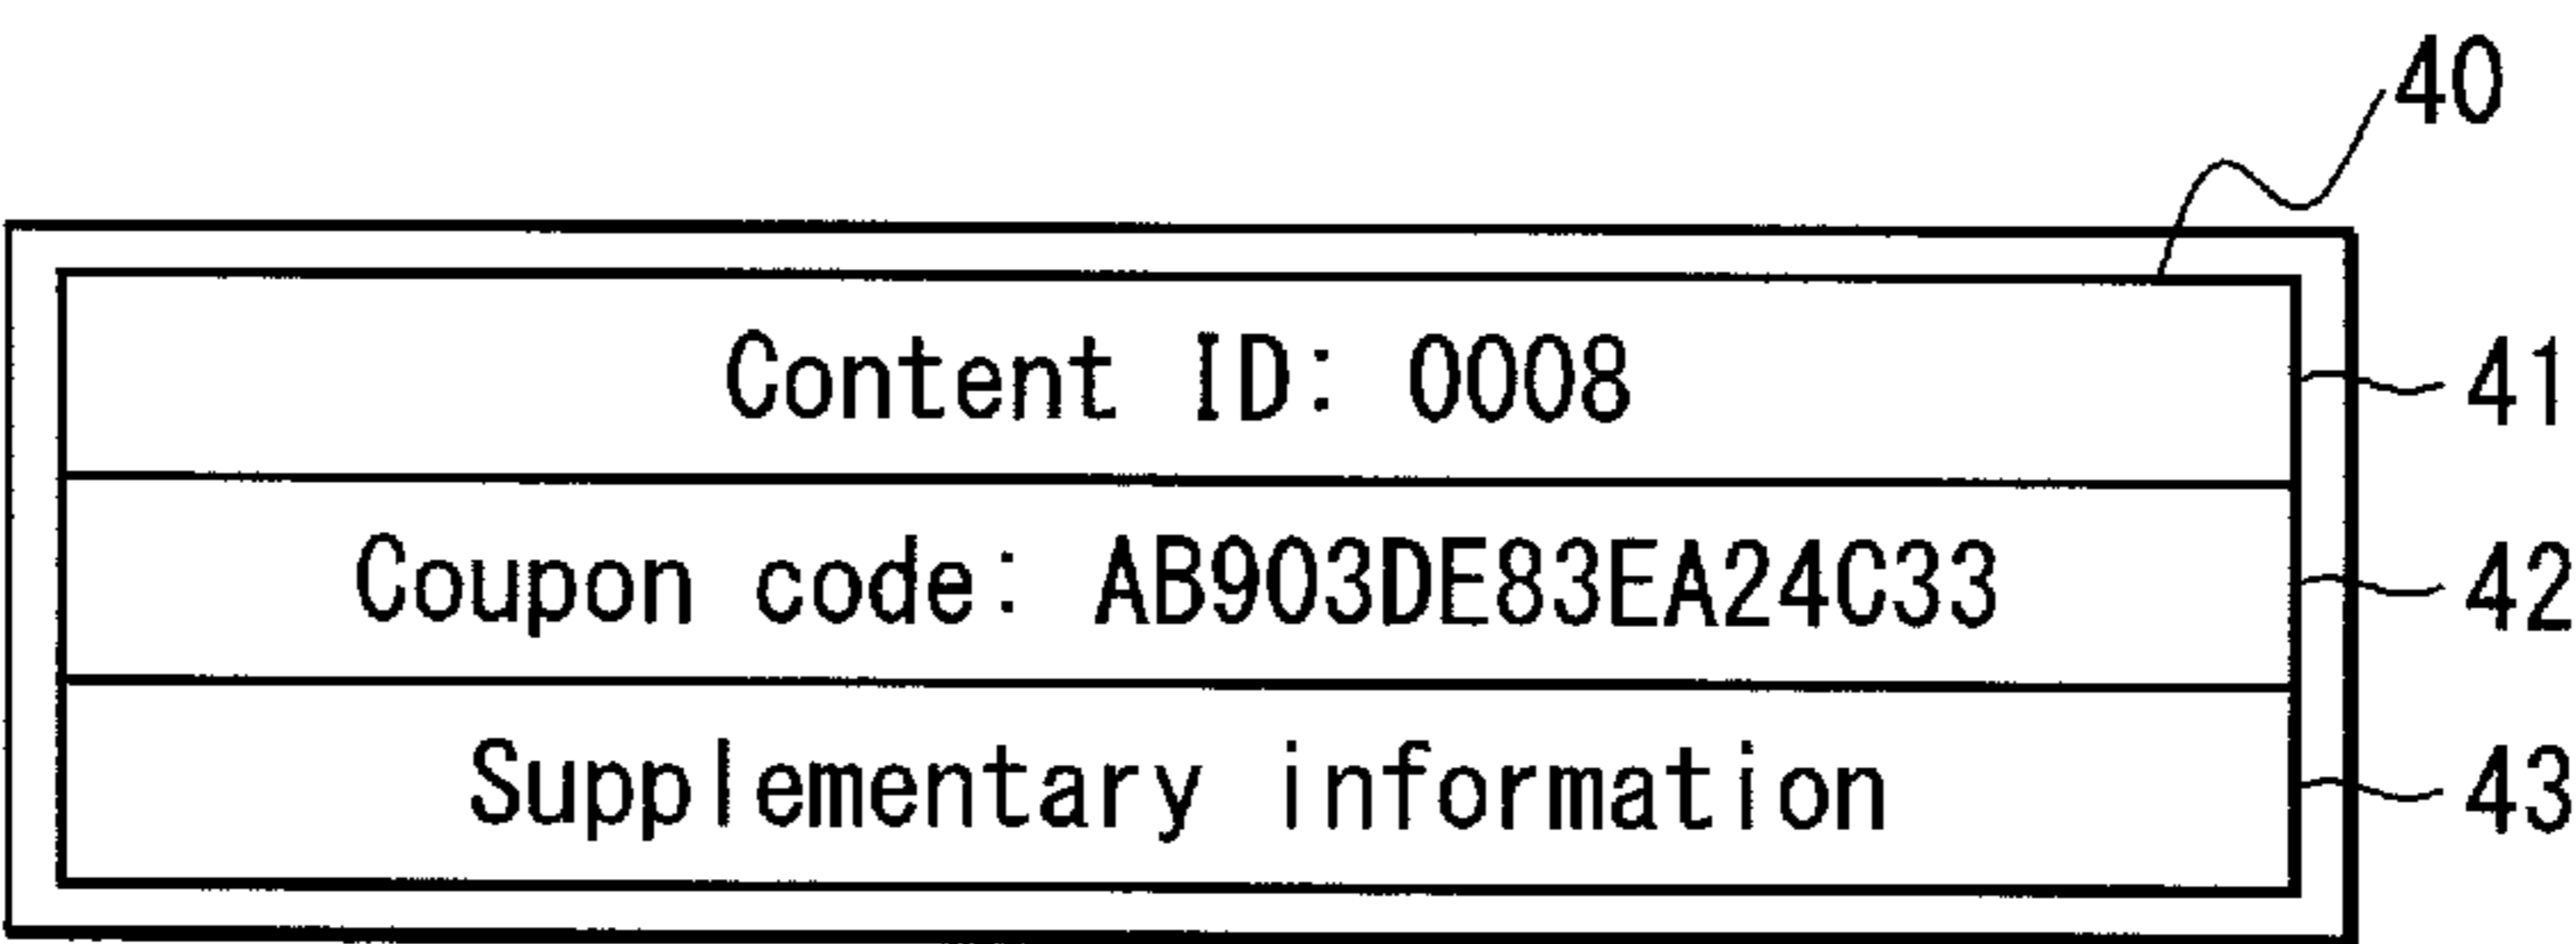 40
Content ID: 0008 41
Coupon code: AB903DE83EA24C33 42
Supplementary information 43